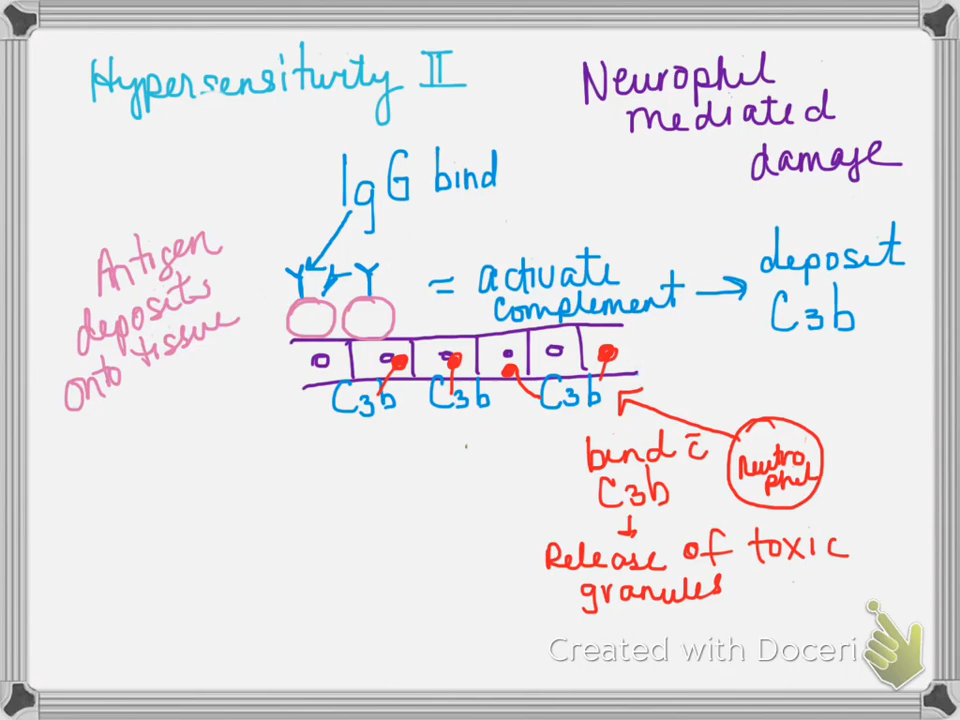 Hypersensitivity II
Neurophil
mediated
damage
IgG bind
Antigen
deposits
onto tissue
= activate
complement →
deposit
C3b
C3b C3b C3b
Neutro
phil
bind c̄
C3b
↓
Release of toxic
granules
Created with Doceri